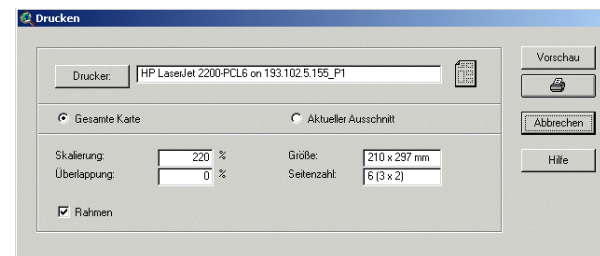 Drucken
Drucker: HP LaserJet 2200-PCL6 on 193.102.5.155_P1
Vorschau
Gesamte Karte Aktueller Ausschnitt
Abbrechen
Skalierung: 220 % Größe: 210 x 297 mm
Hilfe
Überlappung: 0 % Seitenzahl: 6 (3 x 2)
Rahmen